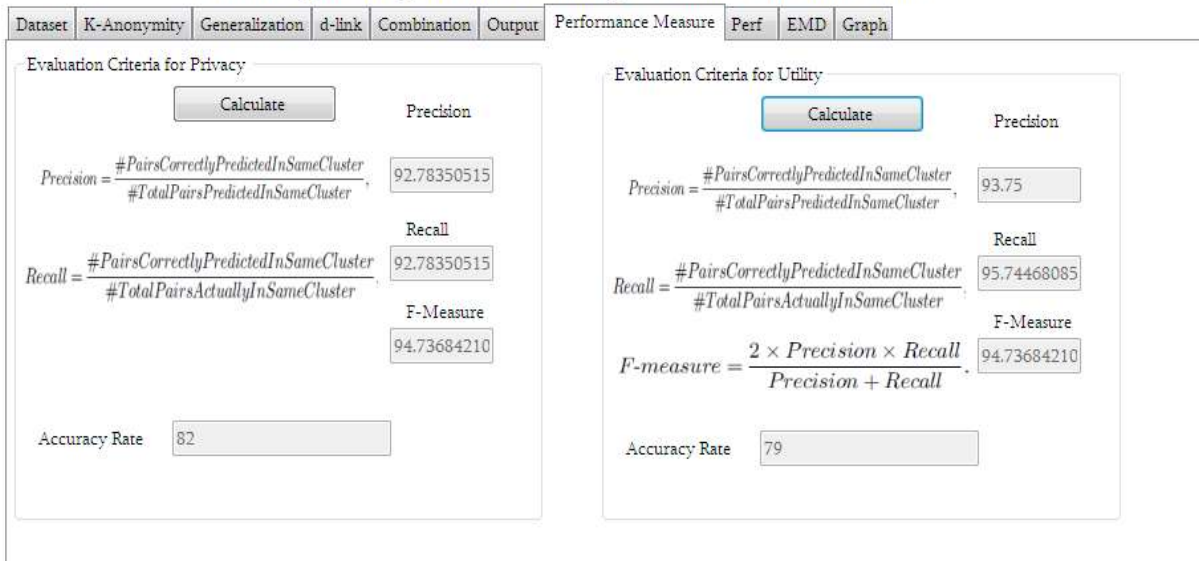 Dataset K-Anonymity Generalization d-link Combination Output Performance Measure Perf EMD Graph
Evaluation Criteria for Privacy
Calculate
Precision
Precision = #PairsCorrectlyPredictedInSameCluster
#TotalPairsPredictedInSameCluster,
92.78350515
Recall
Recall = #PairsCorrectlyPredictedInSameCluster
#TotalPairsActuallyInSameCluster.
92.78350515
F-Measure
94.73684210
Accuracy Rate 82
Evaluation Criteria for Utility
Calculate
Precision
Precision = #PairsCorrectlyPredictedInSameCluster
#TotalPairsPredictedInSameCluster,
93.75
Recall
Recall = #PairsCorrectlyPredictedInSameCluster
#TotalPairsActuallyInSameCluster.
95.74468085
F-Measure
F-measure = 2 × Precision × Recall
Precision + Recall.
94.73684210
Accuracy Rate 79